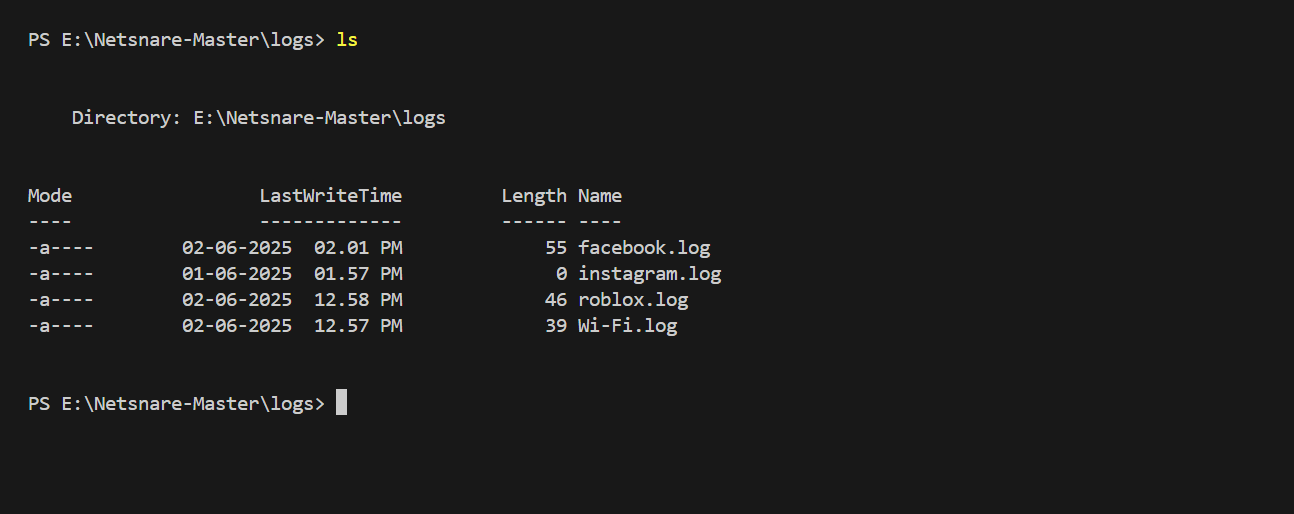 PS E:\Netsnare-Master\logs> ls
Directory: E:\Netsnare-Master\logs
Mode                 LastWriteTime         Length Name
----                 -------------         ------ ----
-a----        02-06-2025  02.01 PM             55 facebook.log
-a----        01-06-2025  01.57 PM              0 instagram.log
-a----        02-06-2025  12.58 PM             46 roblox.log
-a----        02-06-2025  12.57 PM             39 Wi-Fi.log
PS E:\Netsnare-Master\logs>